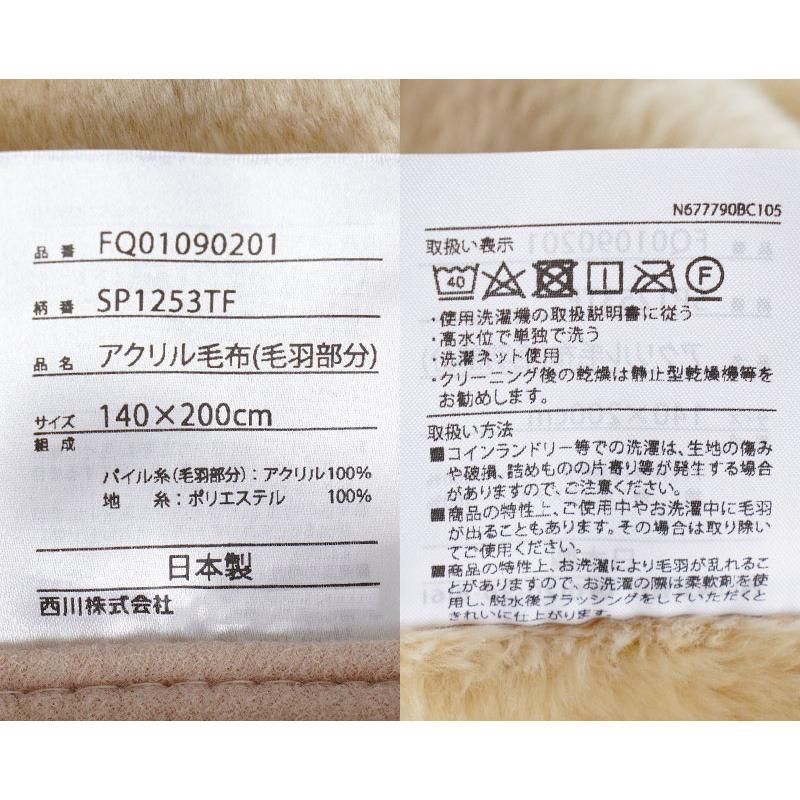 品番 FQ01090201
柄番 SP1253TF
品名 アクリル毛布(毛羽部分)
サイズ 140×200cm
組成
パイル糸(毛羽部分):アクリル100%
地 糸:ポリエステル 100%
日本製
西川株式会社
N677790BC105
取扱い表示
40 F
・使用洗濯機の取扱説明書に従う
・高水位で単独で洗う
・洗濯ネット使用
・クリーニング後の乾燥は静止型乾燥機等を
お勧めします。
取扱い方法
■コインランドリー等での洗濯は、生地の傷み
や破損、詰めものの片寄り等が発生する場合
がありますので、ご注意ください。
■商品の特性上、ご使用中やお洗濯中に毛羽
が出ることもあります。その場合は取り除い
てご使用ください。
■商品の特性上、お洗濯により毛羽が乱れるこ
とがありますので、お洗濯の際は柔軟剤を使
用し、脱水後ブラッシングをしていただくと
きれいに仕上がります。